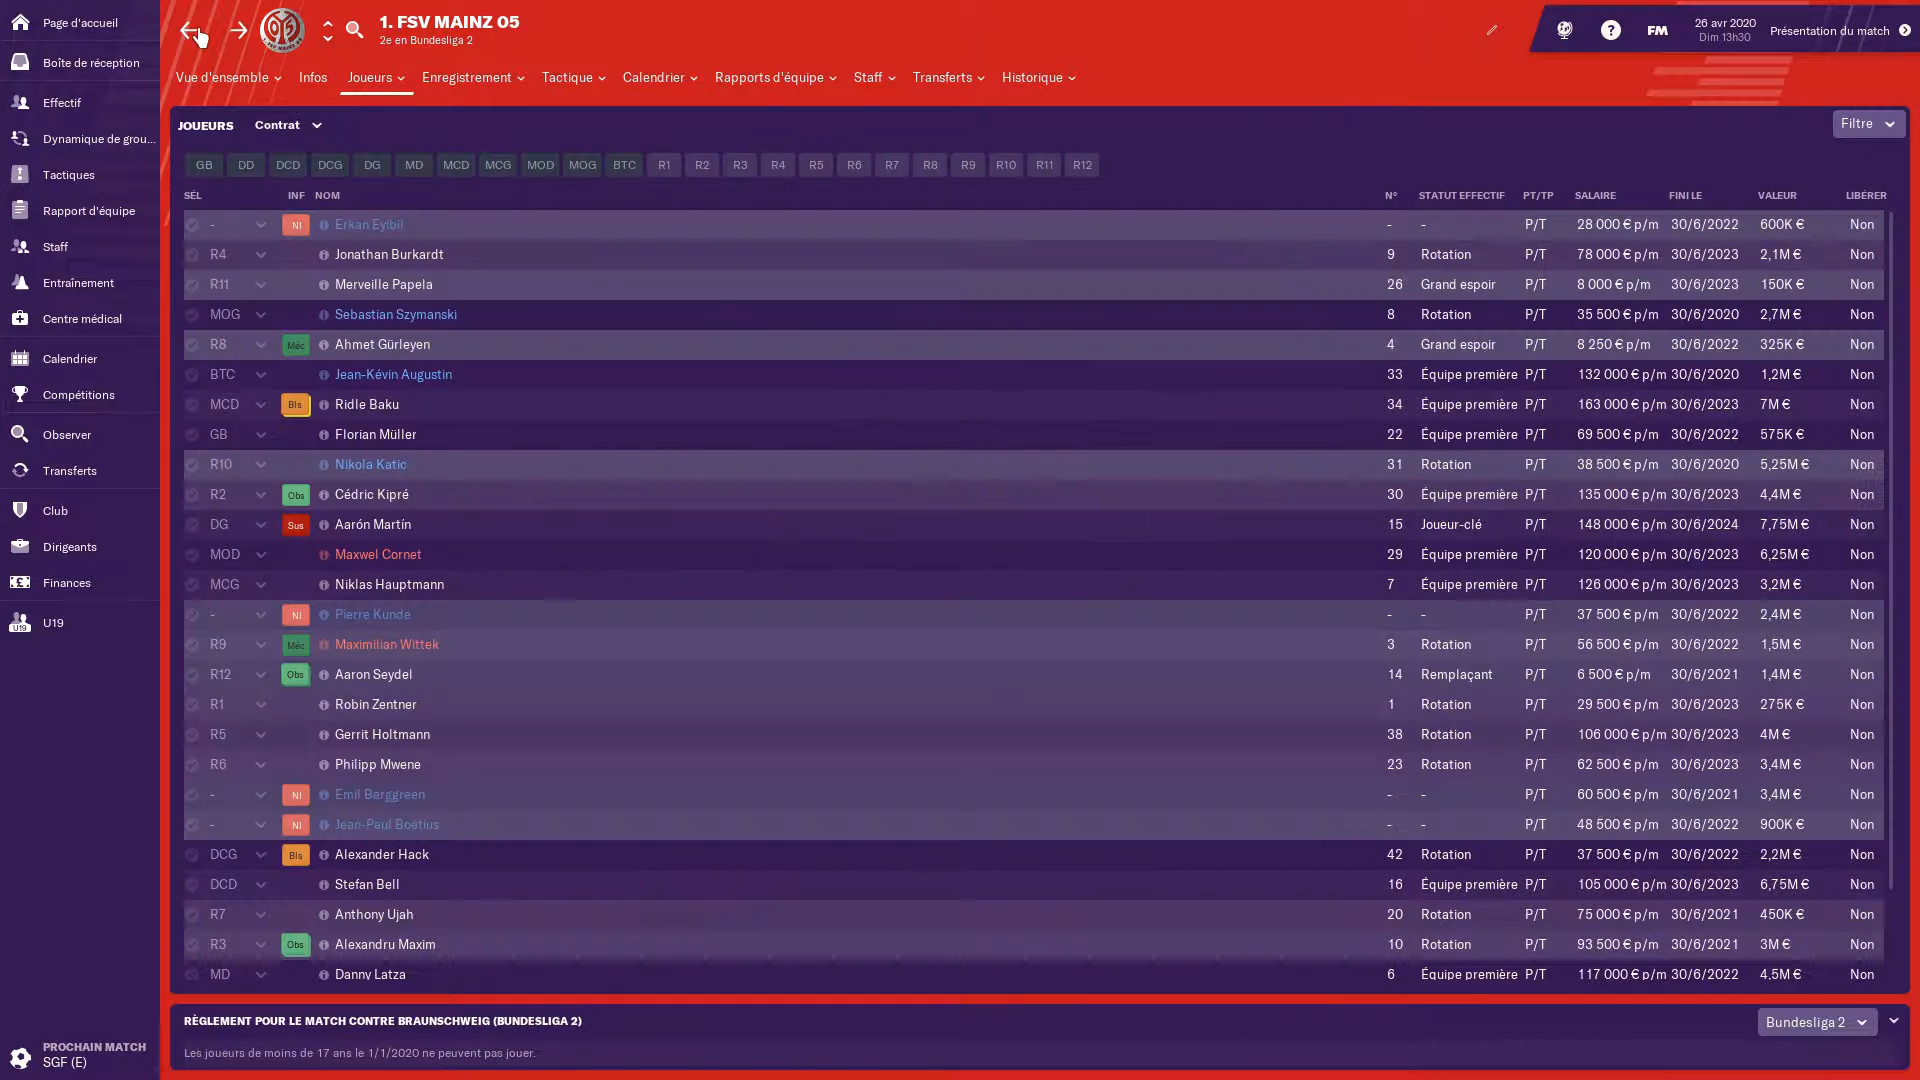 Page d'accueil
Boîte de réception
Effectif
Dynamique de grou...
Tactiques
Rapport d'équipe
Staff
Entraînement
Centre médical
Calendrier
Compétitions
Observer
Transferts
Club
Dirigeants
Finances
U19
PROCHAIN MATCH
SGF (E)
1. FSV MAINZ 05
2e en Bundesliga 2
FM
26 avr 2020
Dim 13h30
Présentation du match
Vue d'ensemble Infos Joueurs Enregistrement Tactique Calendrier Rapports d'équipe Staff Transferts Historique
JOUEURS Contrat Filtre
GB DD DCD DCG DG MD MCD MCG MOD MOG BTC R1 R2 R3 R4 R5 R6 R7 R8 R9 R10 R11 R12
SÉL INF NOM N° STATUT EFFECTIF PT/TP SALAIRE FINI LE VALEUR LIBÉRER
- NI Erkan Eyibil - - P/T 28 000 € p/m 30/6/2022 600K € Non
R4 Jonathan Burkardt 9 Rotation P/T 78 000 € p/m 30/6/2023 2,1M € Non
R11 Merveille Papela 26 Grand espoir P/T 8 000 € p/m 30/6/2023 150K € Non
MOG Sebastian Szymanski 8 Rotation P/T 35 500 € p/m 30/6/2020 2,7M € Non
R8 Méc Ahmet Gürleyen 4 Grand espoir P/T 8 250 € p/m 30/6/2022 325K € Non
BTC Jean-Kévin Augustin 33 Équipe première P/T 132 000 € p/m 30/6/2020 1,2M € Non
MCD Bls Ridle Baku 34 Équipe première P/T 163 000 € p/m 30/6/2023 7M € Non
GB Florian Müller 22 Équipe première P/T 69 500 € p/m 30/6/2022 575K € Non
R10 Nikola Katic 31 Rotation P/T 38 500 € p/m 30/6/2020 5,25M € Non
R2 Obs Cédric Kipré 30 Équipe première P/T 135 000 € p/m 30/6/2023 4,4M € Non
DG Sus Aarón Martín 15 Joueur-clé P/T 148 000 € p/m 30/6/2024 7,75M € Non
MOD Maxwel Cornet 29 Équipe première P/T 120 000 € p/m 30/6/2023 6,25M € Non
MCG Niklas Hauptmann 7 Équipe première P/T 126 000 € p/m 30/6/2023 3,2M € Non
- NI Pierre Kunde - - P/T 37 500 € p/m 30/6/2022 2,4M € Non
R9 Méc Maximilian Wittek 3 Rotation P/T 56 500 € p/m 30/6/2022 1,5M € Non
R12 Obs Aaron Seydel 14 Remplaçant P/T 6 500 € p/m 30/6/2021 1,4M € Non
R1 Robin Zentner 1 Rotation P/T 29 500 € p/m 30/6/2022 275K € Non
R5 Gerrit Holtmann 38 Rotation P/T 106 000 € p/m 30/6/2023 4M € Non
R6 Philipp Mwene 23 Rotation P/T 62 500 € p/m 30/6/2023 3,4M € Non
- NI Emil Berggreen - - P/T 60 500 € p/m 30/6/2021 3,4M € Non
- NI Jean-Paul Boëtius - - P/T 48 500 € p/m 30/6/2022 900K € Non
DCG Bls Alexander Hack 42 Rotation P/T 37 500 € p/m 30/6/2022 2,2M € Non
DCD Stefan Bell 16 Équipe première P/T 105 000 € p/m 30/6/2023 6,75M € Non
R7 Anthony Ujah 20 Rotation P/T 75 000 € p/m 30/6/2021 450K € Non
R3 Obs Alexandru Maxim 10 Rotation P/T 93 500 € p/m 30/6/2021 3M € Non
MD Danny Latza 6 Équipe première P/T 117 000 € p/m 30/6/2022 4,5M € Non
RÈGLEMENT POUR LE MATCH CONTRE BRAUNSCHWEIG (BUNDESLIGA 2) Bundesliga 2
Les joueurs de moins de 17 ans le 1/1/2020 ne peuvent pas jouer.